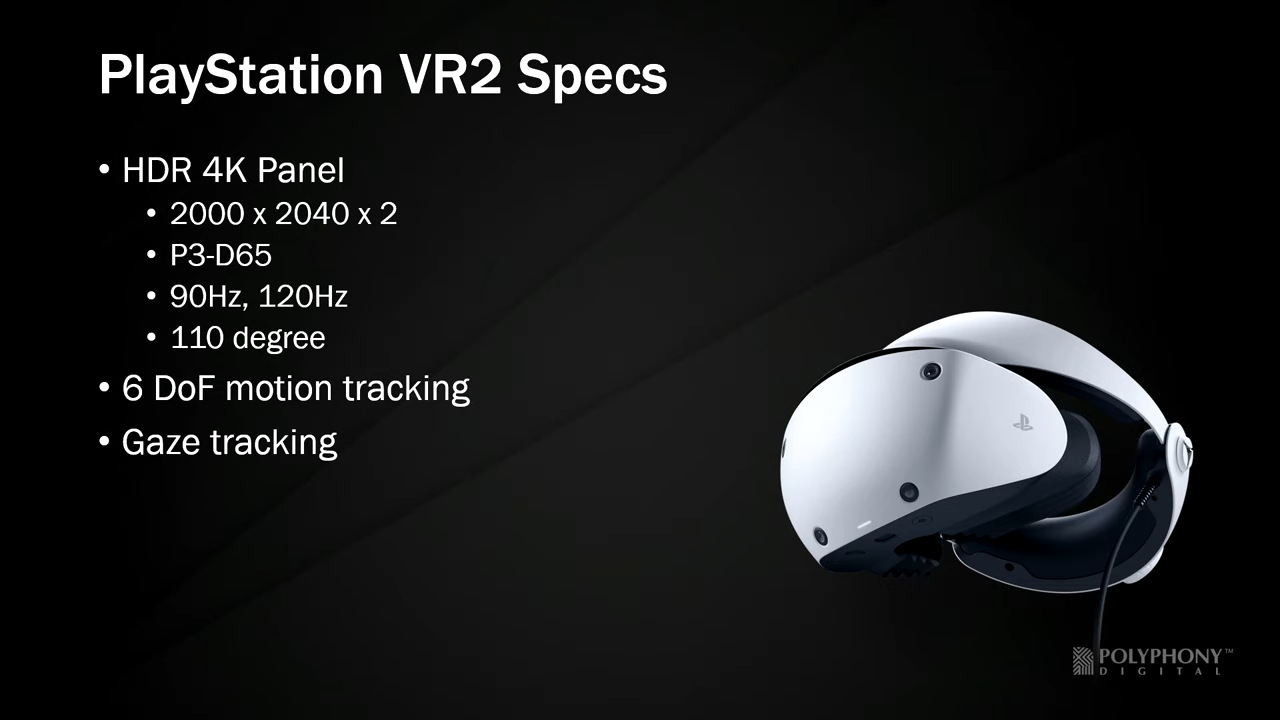 PlayStation VR2 Specs
• HDR 4K Panel
• 2000 x 2040 x 2
• P3-D65
• 90Hz, 120Hz
• 110 degree
• 6 DoF motion tracking
• Gaze tracking
POLYPHONY™
DIGITAL